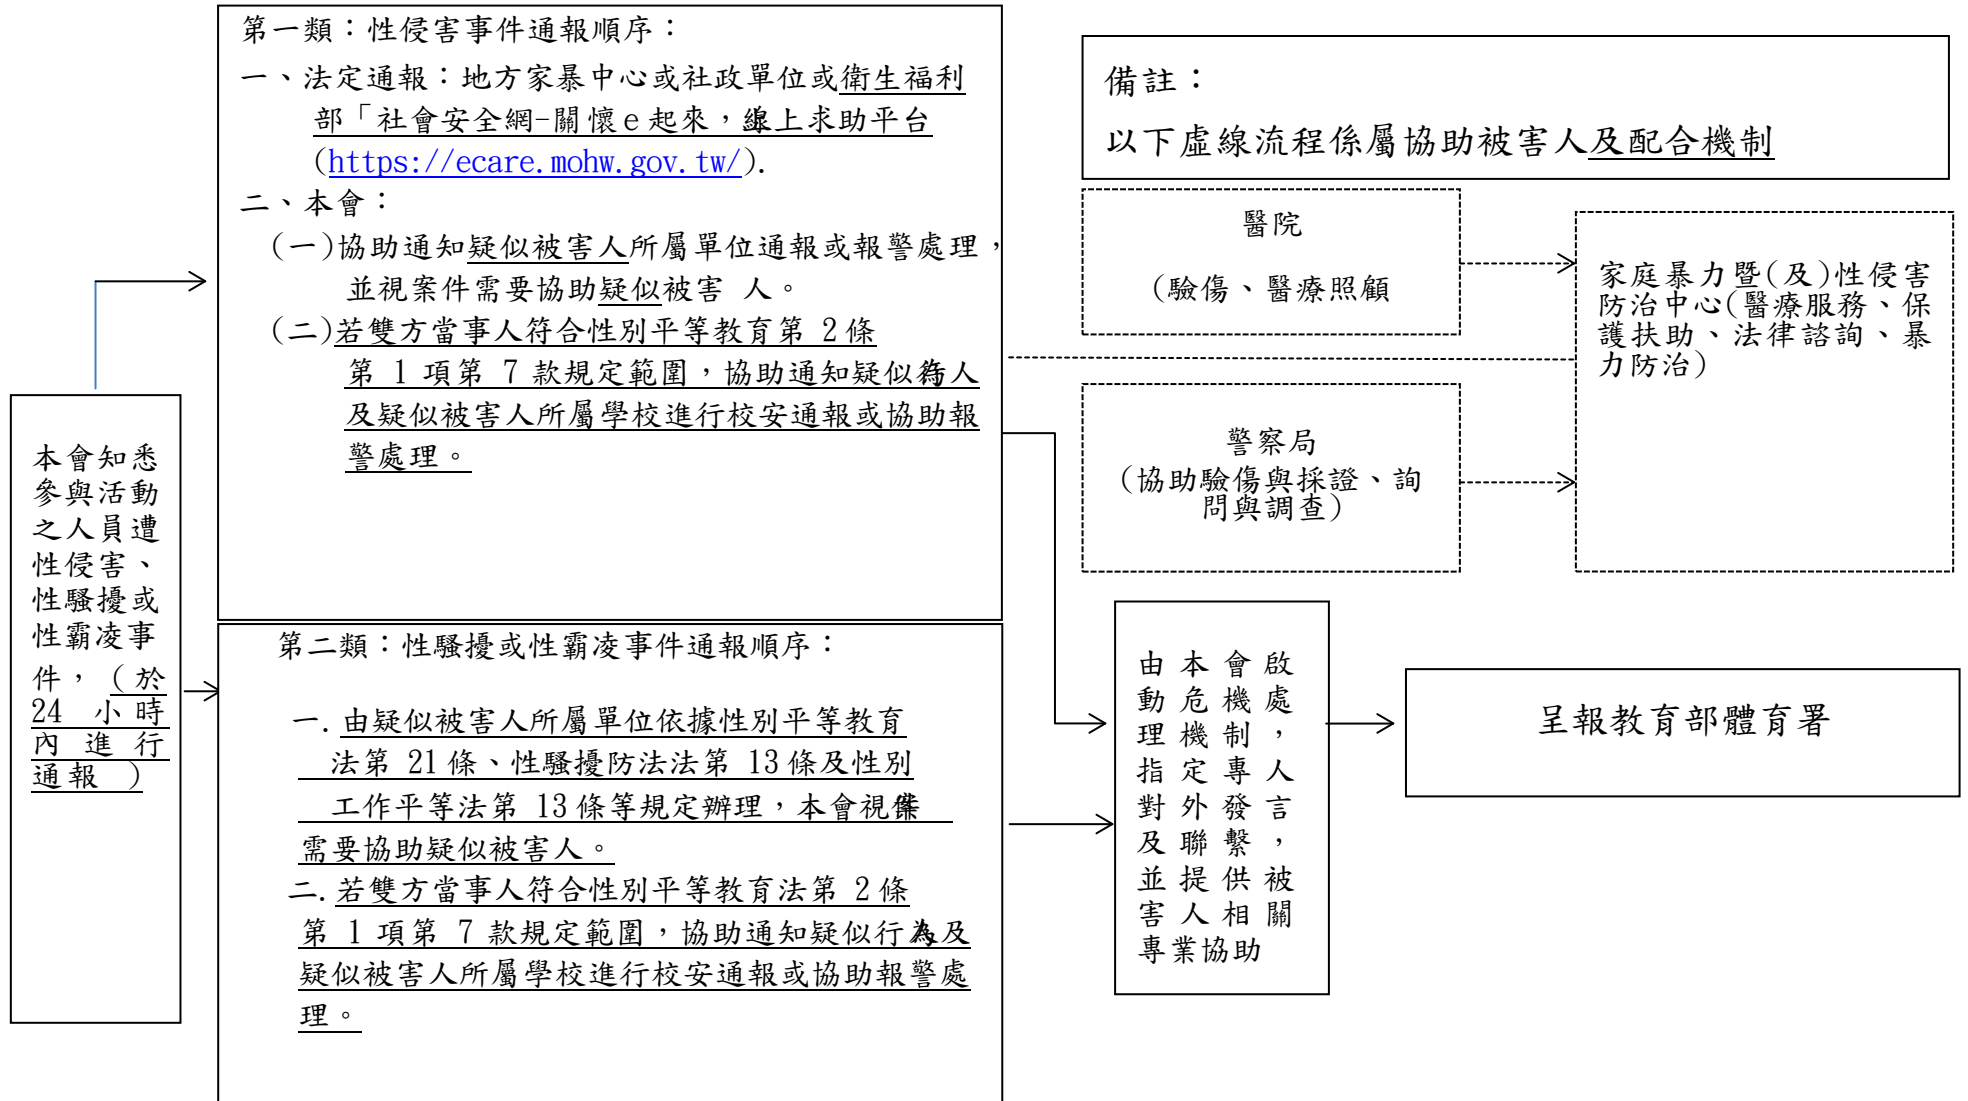 第一類：性侵害事件通報順序：
一、法定通報：地方家暴中心或社政單位或衛生福利
部「社會安全網-關懷e起來，線上求助平台
(https://ecare.mohw.gov.tw/).
二、本會：
(一)協助通知疑似被害人所屬單位通報或報警處理，
並視案件需要協助疑似被害 人。
(二)若雙方當事人符合性別平等教育第 2條
第 1 項第 7 款規定範圍，協助通知疑似 人
及疑似被害人所屬學校進行校安通報或協助報
警處理。
備註：
以下虛線流程係屬協助被害人及配合機制
醫院
(驗傷、醫療照顧
家庭暴力暨(及)性侵害
防治中心(醫療服務、保
護扶助、法律諮詢、暴
力防治)
警察局
(協助驗傷與採證、詢
問與調查)
本會知悉
參與活動
之人員遭
性侵害、
性騷擾或
性霸凌事
件，(於
24 小時
內進行
通報 )
第二類：性騷擾或性霸凌事件通報順序：
一.由疑似被害人所屬單位依據性別平等教育
法第 21條、性騷擾防法法第 13條及性別
工作平等法第 13條等規定辦理，本會視
需要協助疑似被害人。
二.若雙方當事人符合性別平等教育法第 2條
第 1 項第 7 款規定範圍，協助通知疑似行 及
疑似被害人所屬學校進行校安通報或協助報警處
理。
由本會啟
動危機處
理機制，
指定專人
對外發言
及聯繫，
並提供被
害人相關
專業協助
呈報教育部體育署